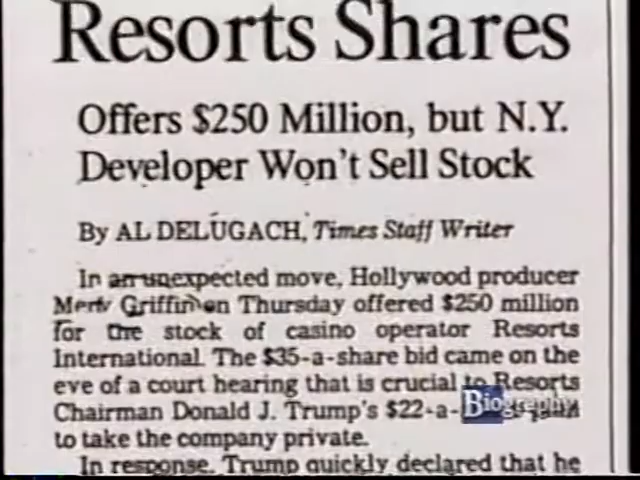 Resorts Shares
Offers $250 Million, but N.Y.
Developer Won't Sell Stock
By AL DELUGACH, Times Staff Writer
In an unexpected move, Hollywood producer
Merv Griffin on Thursday offered $250 million
for the stock of casino operator Resorts
International. The $35-a-share bid came on the
eve of a court hearing that is crucial to Resorts
Chairman Donald J. Trump's $22-a-
Biography
to take the company private.
In response, Trump quickly declared that he